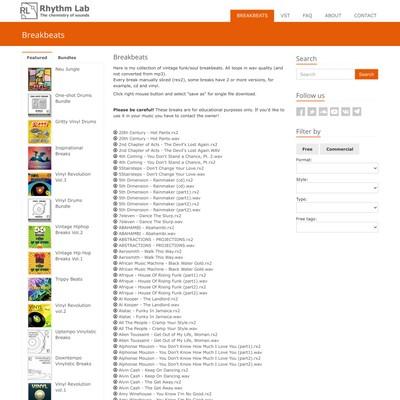 Rhythm Lab
The chemistry of sounds
RL
BREAKBEATS
VST
FAQ
ABOUT
CONTACT
Breakbeats
Featured
Bundles
Neu Jungle
One-shot Drums Bundle
Gritty Vinyl Drums
Inspirational Breaks
Vinyl Revolution Vol.3
Vinyl Drums Bundle
Vintage Hiphop Breaks Vol.2
Vintage Hip Hop Breaks Vol.1
Trippy Beats
Vinyl Revolution vol.2
Uptempo Vinylistic Breaks
Downtempo Vinylistic Breaks
Vinyl Revolution vol.1
Breakbeats
Here is my collection of vintage funk/soul breakbeats. All loops in wav quality (and
not converted from mp3).
Every break manually sliced (rex2), some breaks have 2 or more versions, for
example, cd and vinyl.
Click right mouse button and select "save as" for single file download.
Please be careful! These breaks are for educational purposes only. If you'd like to
use it in your music you have to contact the owner!
20th Century - Hot Pants.rx2
20th Century - Hot Pants.wav
2nd Chapter of Acts - The Devil's Lost Again.rx2
2nd Chapter of Acts - The Devil's Lost Again.WAV
4th Coming - You Don't Stand a Chance, Pt. 2.wav
4th Coming - You Don't Stand a Chance, Pt.rx2
5Stairsteps - Don't Change Your Love.rx2
5Stairsteps - Don't Change Your Love.wav
5th Dimension - Rainmaker (cd).rx2
5th Dimension - Rainmaker (cd).wav
5th Dimension - Rainmaker (part1).rx2
5th Dimension - Rainmaker (part1).wav
5th Dimension - Rainmaker (part2).rx2
5th Dimension - Rainmaker (part2).wav
7eleven - Dance The Slurp.rx2
7eleven - Dance The Slurp.wav
ABAHAMBI - Abahambi.rx2
ABAHAMBI - Abahambi.wav
ABSTRACTIONS - PROJECTIONS.rx2
ABSTRACTIONS - PROJECTIONS.wav
Aerosmith - Walk This Way.rx2
Aerosmith - Walk This Way.wav
African Music Machine - Black Water Gold.rx2
African Music Machine - Black Water Gold.wav
Afrique - House Of Rising Funk (part1).rx2
Afrique - House Of Rising Funk (part1).wav
Afrique - House Of Rising Funk (part2).rx2
Afrique - House Of Rising Funk (part2).wav
Al Kooper - The Landlord.rx2
Al Kooper - The Landlord.wav
Alatac - Funks In Jamaica.rx2
Alatac - Funks In Jamaica.wav
All The People - Cramp Your Style.rx2
All The People - Cramp Your Style.wav
Allen Toussaint - Get Out of My Life, Woman.rx2
Allen Toussaint - Get Out of My Life, Woman.wav
Alphonse Mouzon - You Don't Know How Much I Love You (part1).rx2
Alphonse Mouzon - You Don't Know How Much I Love You (part1).wav
Alphonse Mouzon - You Don't Know How Much I Love You (part2).rx2
Alphonse Mouzon - You Don't Know How Much I Love You (part2).wav
Alvin Cash - Keep On Dancing.rx2
Alvin Cash - Keep On Dancing.wav
Alvin Cash - The Get Away.rx2
Alvin Cash - The Get Away.wav
Amy Winehouse - You Know I'm No Good.rx2
Amy Winehouse - You Know I'm No Good.wav
Search
Follow us
Filter by
Free
Commercial
Format:
Style:
Type:
Free tags: